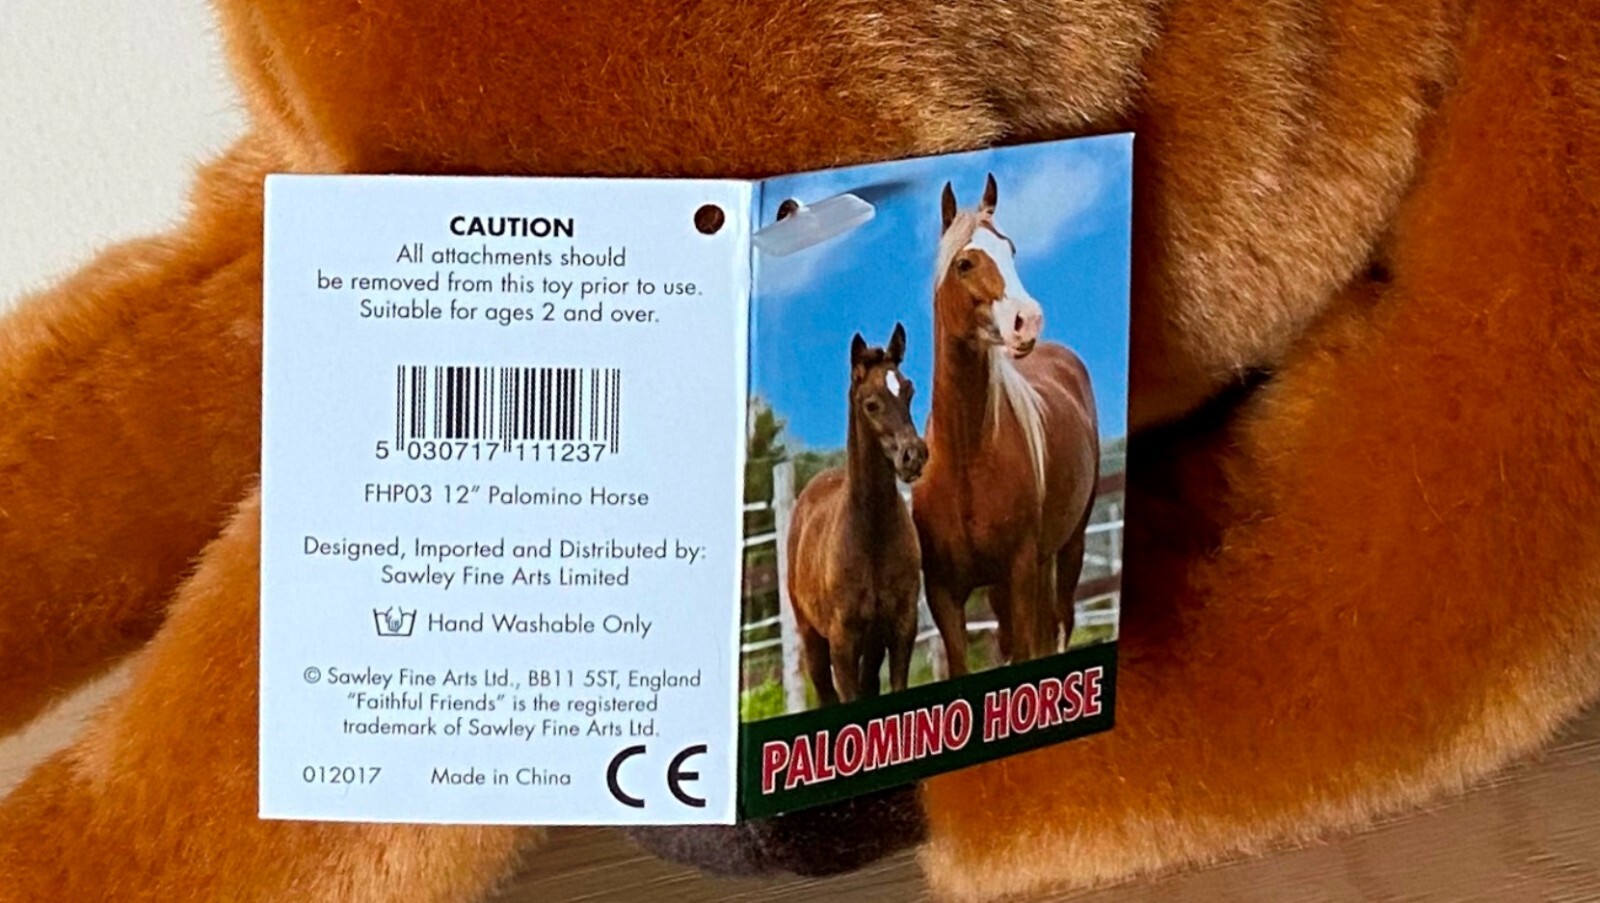 CAUTION
All attachments should
be removed from this toy prior to use.
Suitable for ages 2 and over.
5 030717 111237
FHP03 12″ Palomino Horse
Designed, Imported and Distributed by:
Sawley Fine Arts Limited
Hand Washable Only
© Sawley Fine Arts Ltd., BB11 5ST, England
"Faithful Friends" is the registered
trademark of Sawley Fine Arts Ltd.
012017 Made in China CE
PALOMINO HORSE